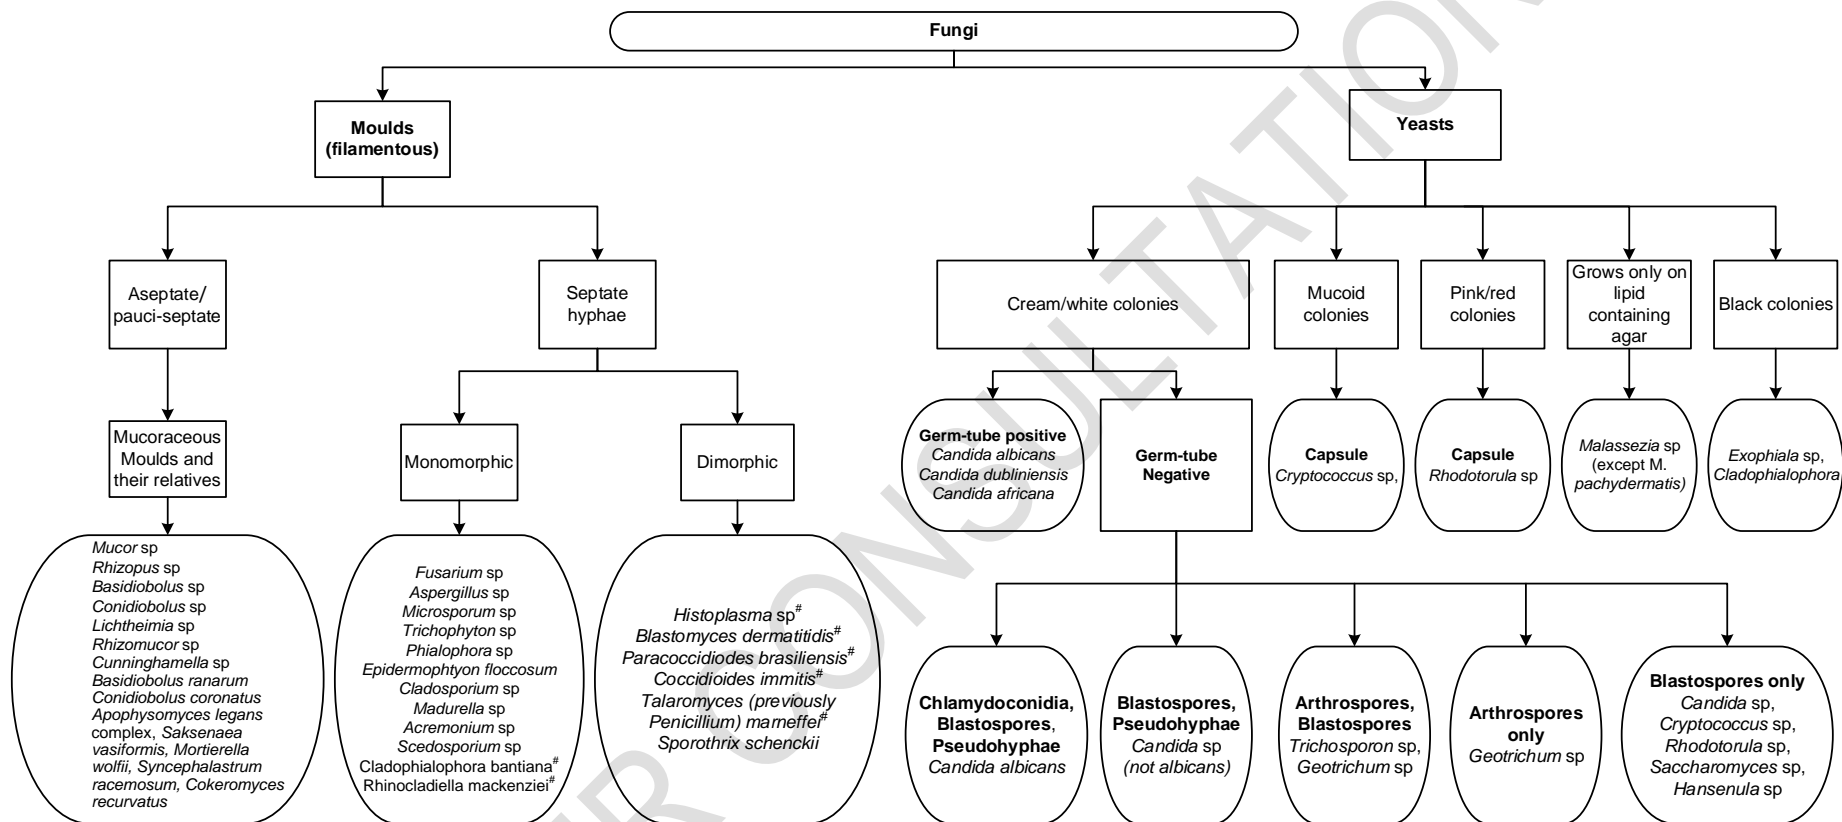 Fungi
Moulds
(filamentous)
Yeasts
Aseptate/
pauci-septate
Septate
hyphae
Cream/white colonies
Mucoid
colonies
Pink/red
colonies
Grows only on
lipid
containing
agar
Black colonies
Mucoraceous
Moulds and
their relatives
Monomorphic
Dimorphic
Germ-tube positive
Candida albicans
Candida dubliniensis
Candida africana
Germ-tube
Negative
Capsule
Cryptococcus sp,
Capsule
Rhodotorula sp
Malassezia sp
(except M.
pachydermatis)
Exophiala sp,
Cladophialophora
Mucor sp
Rhizopus sp
Basidiobolus sp
Conidiobolus sp
Lichtheimia sp
Rhizomucor sp
Cunninghamella sp
Basidiobolus ranarum
Conidiobolus coronatus
Apophysomyces legans
complex, Saksenaea
vasiformis, Mortierella
wolfii, Syncephalastrum
racemosum, Cokeromyces
recurvatus
Fusarium sp
Aspergillus sp
Microsporum sp
Trichophyton sp
Phialophora sp
Epidermophtyon floccosum
Cladosporium sp
Madurella sp
Acremonium sp
Scedosporium sp
Cladophialophora bantiana#
Rhinocladiella mackenziei#
Histoplasma sp#
Blastomyces dermatitidis#
Paracoccidiodes brasiliensis#
Coccidioides immitis#
Talaromyces (previously
Penicillium) marneffei#
Sporothrix schenckii
Chlamydoconidia,
Blastospores,
Pseudohyphae
Candida albicans
Blastospores,
Pseudohyphae
Candida sp
(not albicans)
Arthrospores,
Blastospores
Trichosporon sp,
Geotrichum sp
Arthrospores
only
Geotrichum sp
Blastospores only
Candida sp,
Cryptococcus sp,
Rhodotorula sp,
Saccharomyces sp,
Hansenula sp
R CONSULTATION